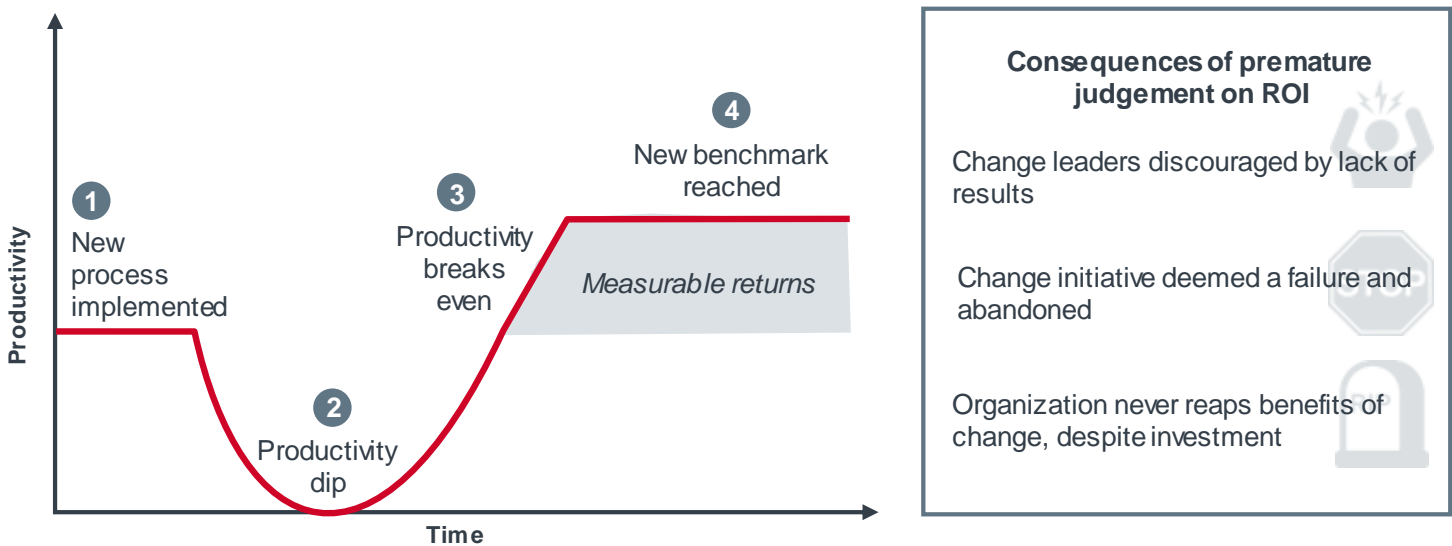 Productivity
1
New
process
implemented
2
Productivity
dip
3
Productivity
breaks
even
4
New benchmark
reached
Measurable returns
Time
Consequences of premature
judgement on ROI
Change leaders discouraged by lack of
results
Change initiative deemed a failure and
abandoned
STOP
Organization never reaps benefits of
change, despite investment
RIP